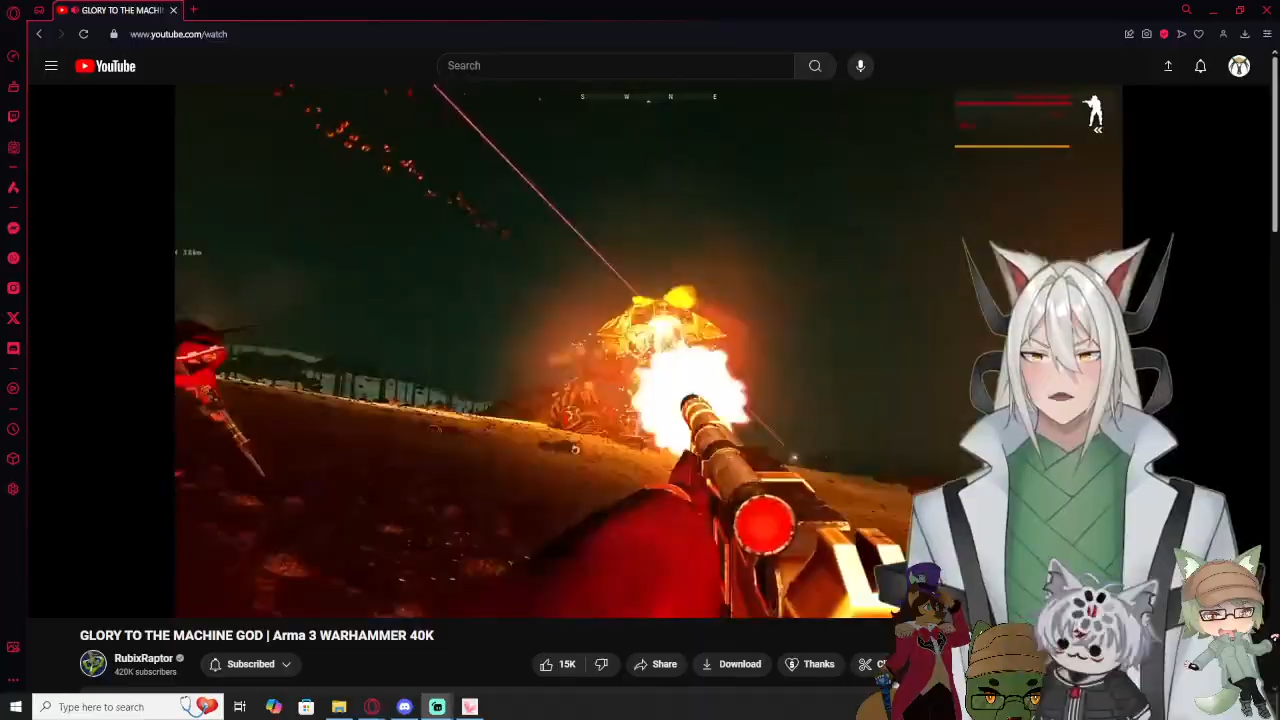 GLORY TO THE MACHI
www.youtube.com/watch
YouTube
Search
S W N E
GLORY TO THE MACHINE GOD | Arma 3 WARHAMMER 40K
RubixRaptor
420K subscribers
Subscribed
15K
Share
Download
Thanks
Type here to search